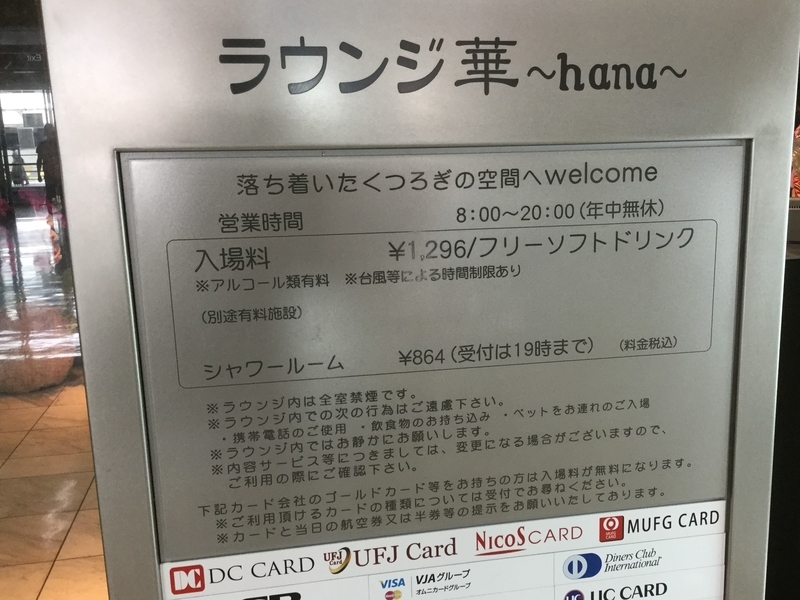 ラウンジ 華 ~hana~
落ち着いたくつろぎの空間へwelcome
営業時間 8:00~20:00(年中無休)
入場料 ¥1,296/フリーソフトドリンク
※アルコール類有料 ※台風等による時間制限あり
(別途有料施設)
シャワールーム ¥864(受付は19時まで) (料金税込)
※ラウンジ内は全室禁煙です。
※ラウンジ内での次の行為はご遠慮下さい。
・携帯電話のご使用 ・飲食物のお持ち込み ・ペットをお連れのご入場
※ラウンジ内ではお静かにお願いします。
※内容サービス等につきましては、変更になる場合がございますので、
ご利用の際にご確認下さい。
下記カード会社のゴールドカード等をお持ちの方は入場料が無料になります。
※ご利用頂けるカードの種類については受付でお尋ねください。
※カードと当日の航空券又は半券等の提示をお願いいたしております。
DC DC CARD UFJ Card UFJ Card NICOS CARD MUFG CARD MUFG CARD
VISA VJAグループ Diners Club
オムニカードグループ International
UC CARD